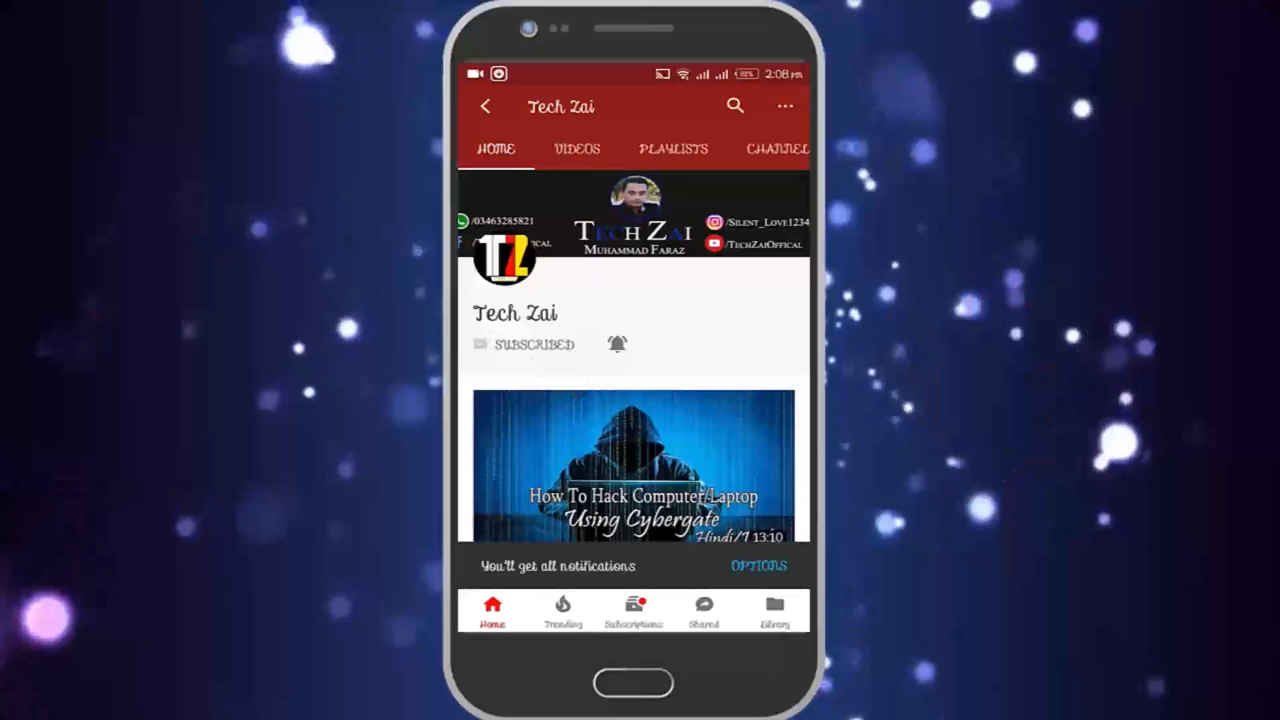 2:08 pm
Tech Zai
HOME VIDEOS PLAYLISTS CHANNEL
/03463285821
TECH ZAI
/SILENT_LOVE1234
MUHAMMAD FARAZ
/TECHZAIOFFICAL
TZ
Tech Zai
SUBSCRIBED
How To Hack Computer/Laptop
Using Cybergate
Hindi/
13:10
You'll get all notifications OPTIONS
Home Trending Subscriptions Shared Library